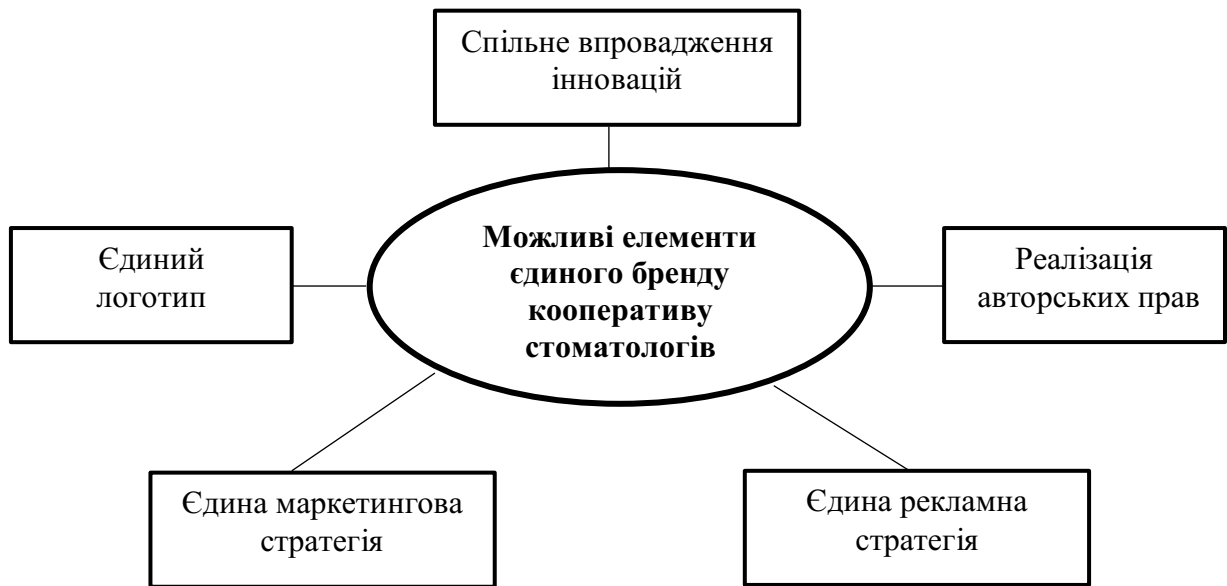 Спільне впровадження
інновацій
Єдиний
логотип
Можливі елементи
єдиного бренду
кооперативу
стоматологів
Реалізація
авторських прав
Єдина маркетингова
стратегія
Єдина рекламна
стратегія